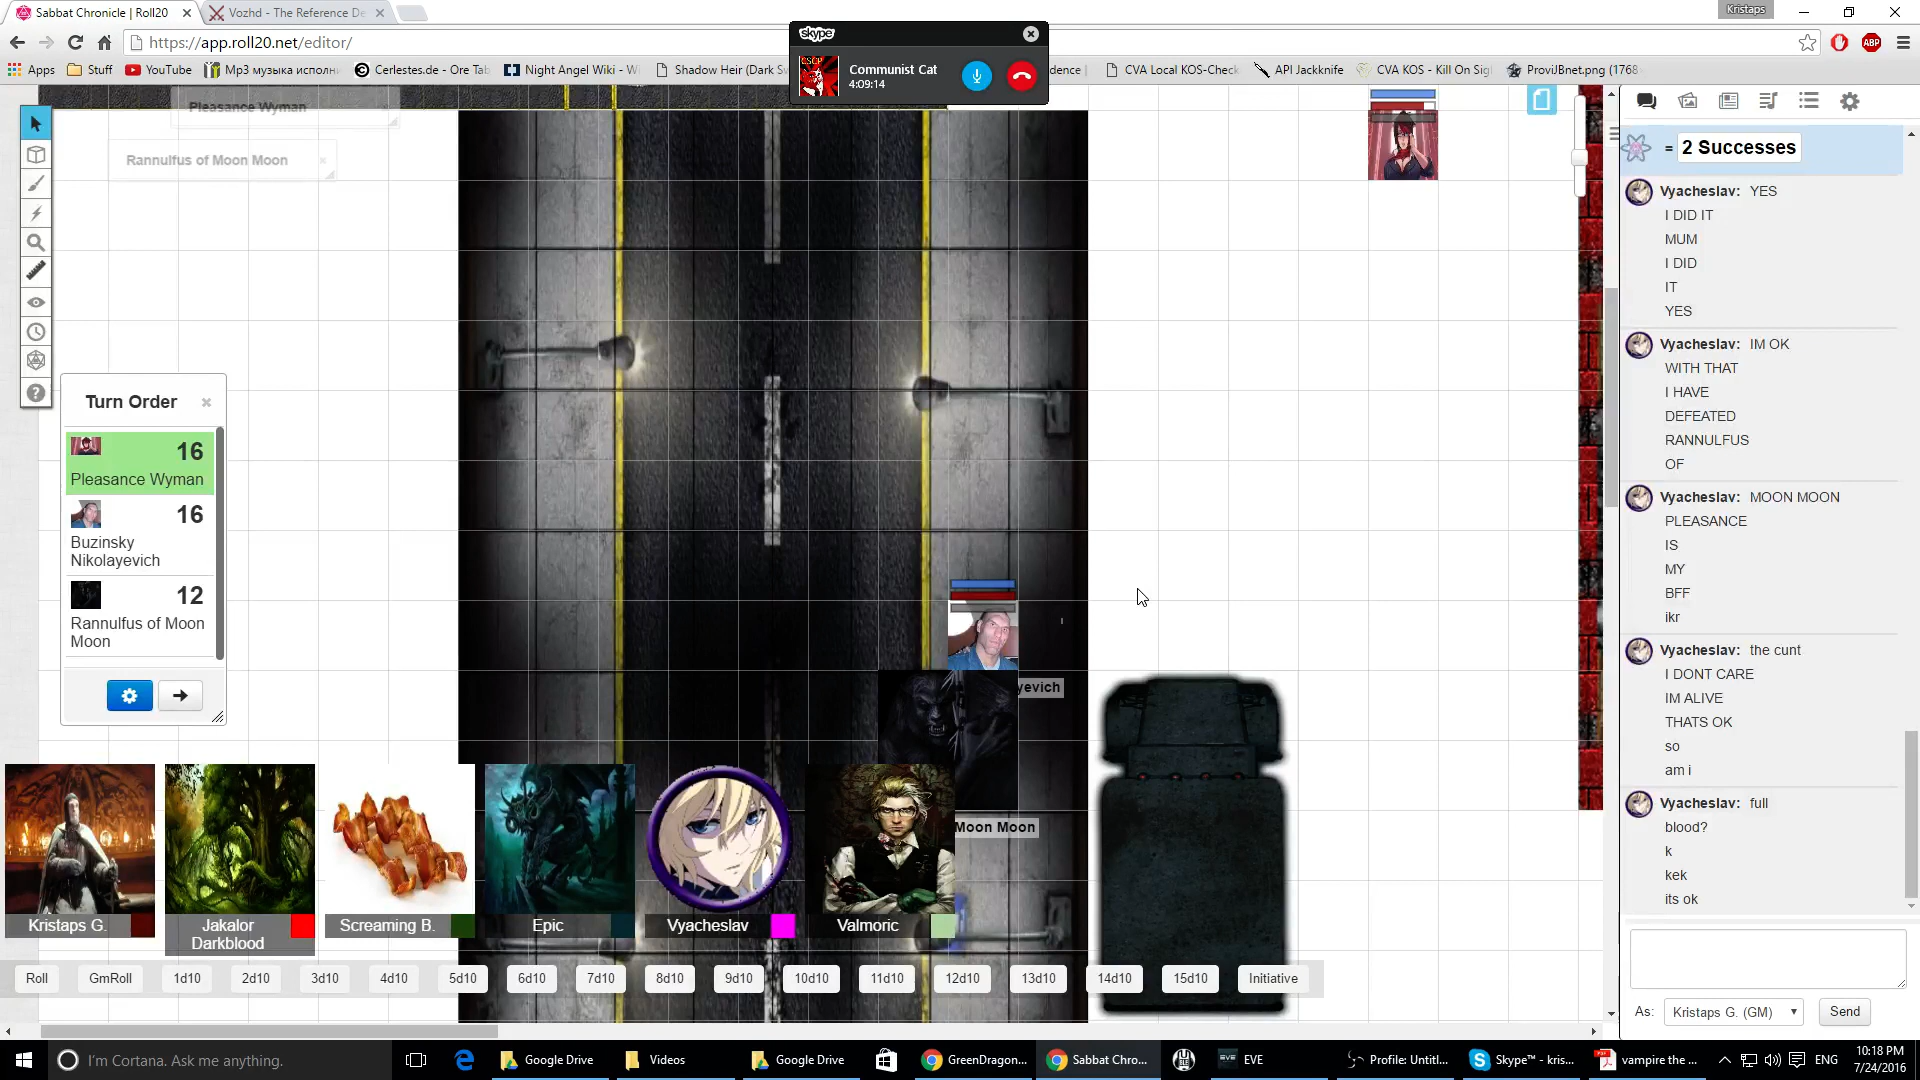 Sabbat Chronicle | Roll20
Vozhd - The Reference De
Kristaps
https://app.roll20.net/editor/
skype
Communist Cat
4:09:14
Apps
Stuff
YouTube
Mp3 музыка исполн
Cerlestes.de - Ore Tab
Night Angel Wiki - Wi
Shadow Heir (Dark S
dence |
CVA Local KOS-Check
API Jackknife
CVA KOS - Kill On Sig
ProviJBnet.png (1768
ABP
Pleasance Wyman
Rannulfus of Moon Moon
Turn Order
16
Pleasance Wyman
16
Buzinsky
Nikolayevich
12
Rannulfus of Moon
Moon
yevich
Moon Moon
Kristaps G.
Jakalor
Darkblood
Screaming B.
Epic
Vyacheslav
Valmoric
Roll
GmRoll
1d10
2d10
3d10
4d10
5d10
6d10
7d10
8d10
9d10
10d10
11d10
12d10
13d10
14d10
15d10
Initiative
= 2 Successes
Vyacheslav: YES
I DID IT
MUM
I DID
IT
YES
Vyacheslav: IM OK
WITH THAT
I HAVE
DEFEATED
RANNULFUS
OF
Vyacheslav: MOON MOON
PLEASANCE
IS
MY
BFF
ikr
Vyacheslav: the cunt
I DONT CARE
IM ALIVE
THATS OK
so
am i
Vyacheslav: full
blood?
k
kek
its ok
As:
Kristaps G. (GM)
Send
I'm Cortana. Ask me anything.
Google Drive
Videos
Google Drive
GreenDragon...
Sabbat Chro...
EVE
Profile: Untitl...
Skype™ - kris...
vampire the ...
ENG
10:18 PM
7/24/2016